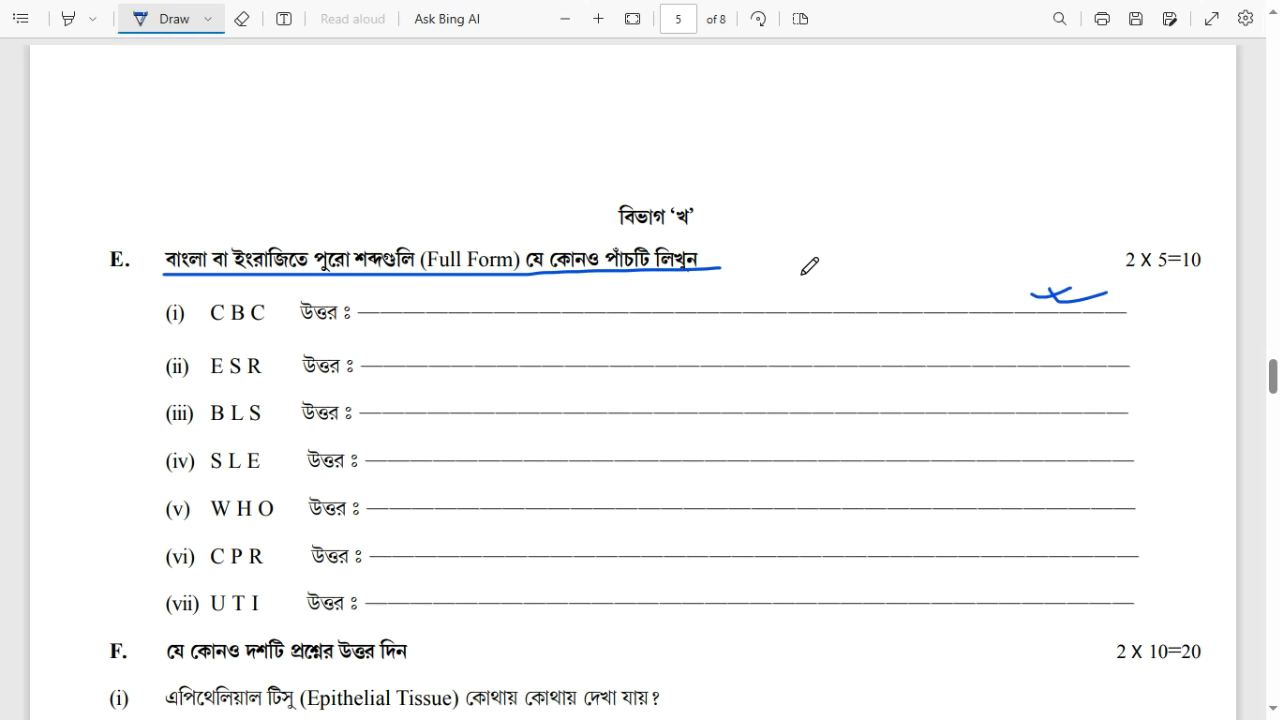 Draw Read aloud Ask Bing AI 5 of 8
বিভাগ ‘খ’
E. বাংলা বা ইংরাজিতে পুরো শব্দগুলি (Full Form) যে কোনও পাঁচটি লিখুন 2 X 5=10
(i) C B C উত্তর ঃ
(ii) E S R উত্তর ঃ
(iii) B L S উত্তর ঃ
(iv) S L E উত্তর ঃ
(v) W H O উত্তর ঃ
(vi) C P R উত্তর ঃ
(vii) U T I উত্তর ঃ
F. যে কোনও দশটি প্রশ্নের উত্তর দিন 2 X 10=20
(i) এপিথেলিয়াল টিসু (Epithelial Tissue) কোথায় কোথায় দেখা যায় ?